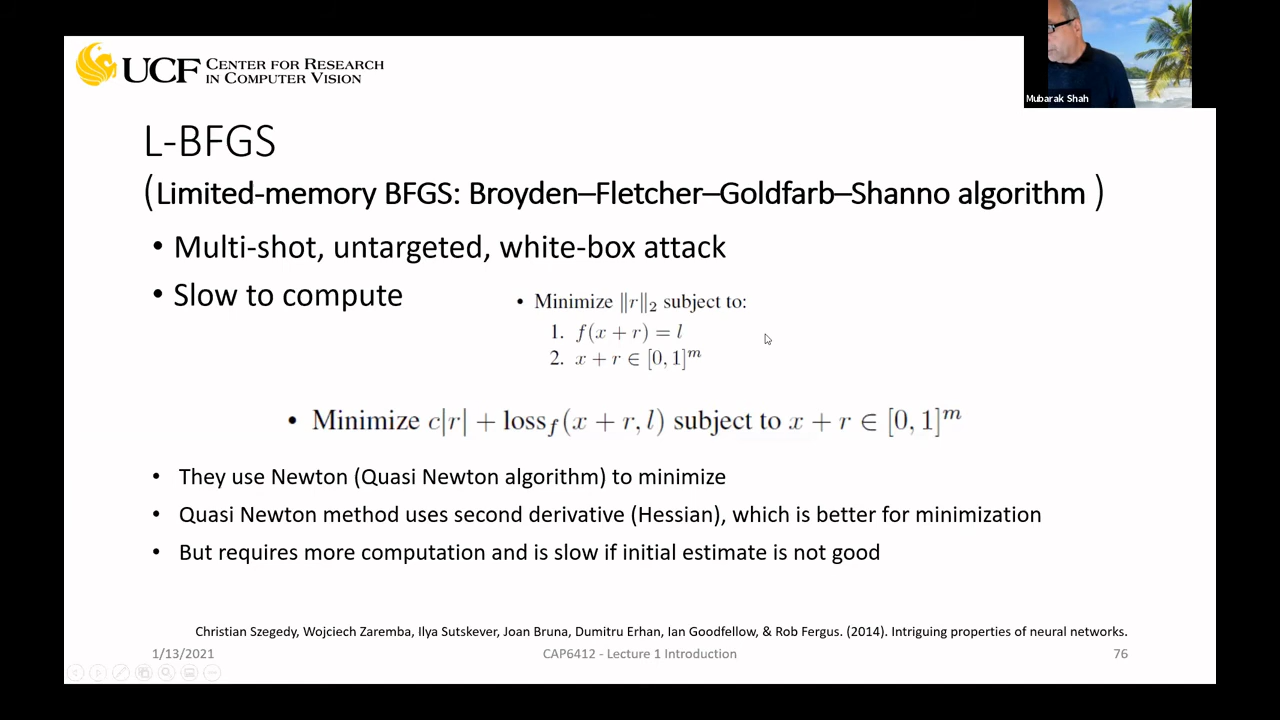 UCF CENTER FOR RESEARCH
IN COMPUTER VISION
Mubarak Shah
L-BFGS
(Limited-memory BFGS: Broyden–Fletcher–Goldfarb–Shanno algorithm )
• Multi-shot, untargeted, white-box attack
• Slow to compute
• Minimize ‖r‖₂ subject to:
1. f(x + r) = l
2. x + r ∈ [0, 1]ᵐ
• Minimize c|r| + loss_f(x + r, l) subject to x + r ∈ [0, 1]ᵐ
• They use Newton (Quasi Newton algorithm) to minimize
• Quasi Newton method uses second derivative (Hessian), which is better for minimization
• But requires more computation and is slow if initial estimate is not good
Christian Szegedy, Wojciech Zaremba, Ilya Sutskever, Joan Bruna, Dumitru Erhan, Ian Goodfellow, & Rob Fergus. (2014). Intriguing properties of neural networks.
1/13/2021
CAP6412 - Lecture 1 Introduction
76